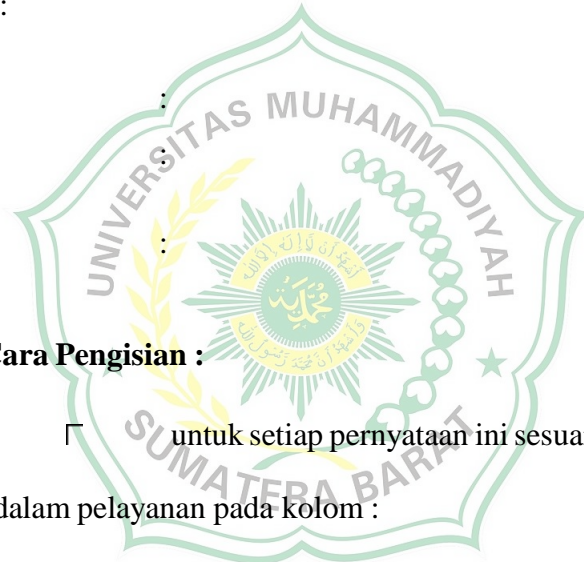 :
:
:
:
UNIVERSITAS MUHAMMADIYAH
ara Pengisian :
untuk setiap pernyataan ini sesua
SUMATERA BARAT
dalam pelayanan pada kolom :